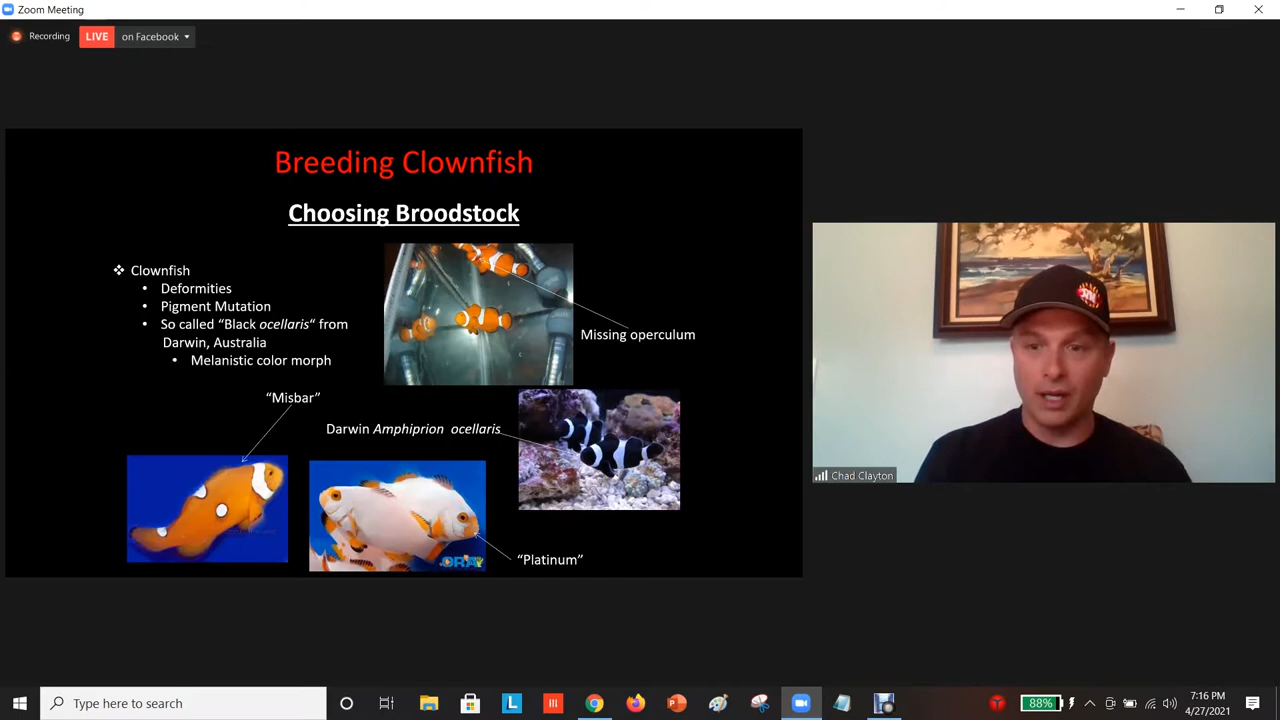 Zoom Meeting
Recording
LIVE
on Facebook
Breeding Clownfish
Choosing Broodstock
❖ Clownfish
• Deformities
• Pigment Mutation
• So called “Black ocellaris“ from
Darwin, Australia
• Melanistic color morph
Missing operculum
“Misbar”
Darwin Amphiprion ocellaris
“Platinum”
ORA
Chad Clayton
Type here to search
88%
7:16 PM
4/27/2021